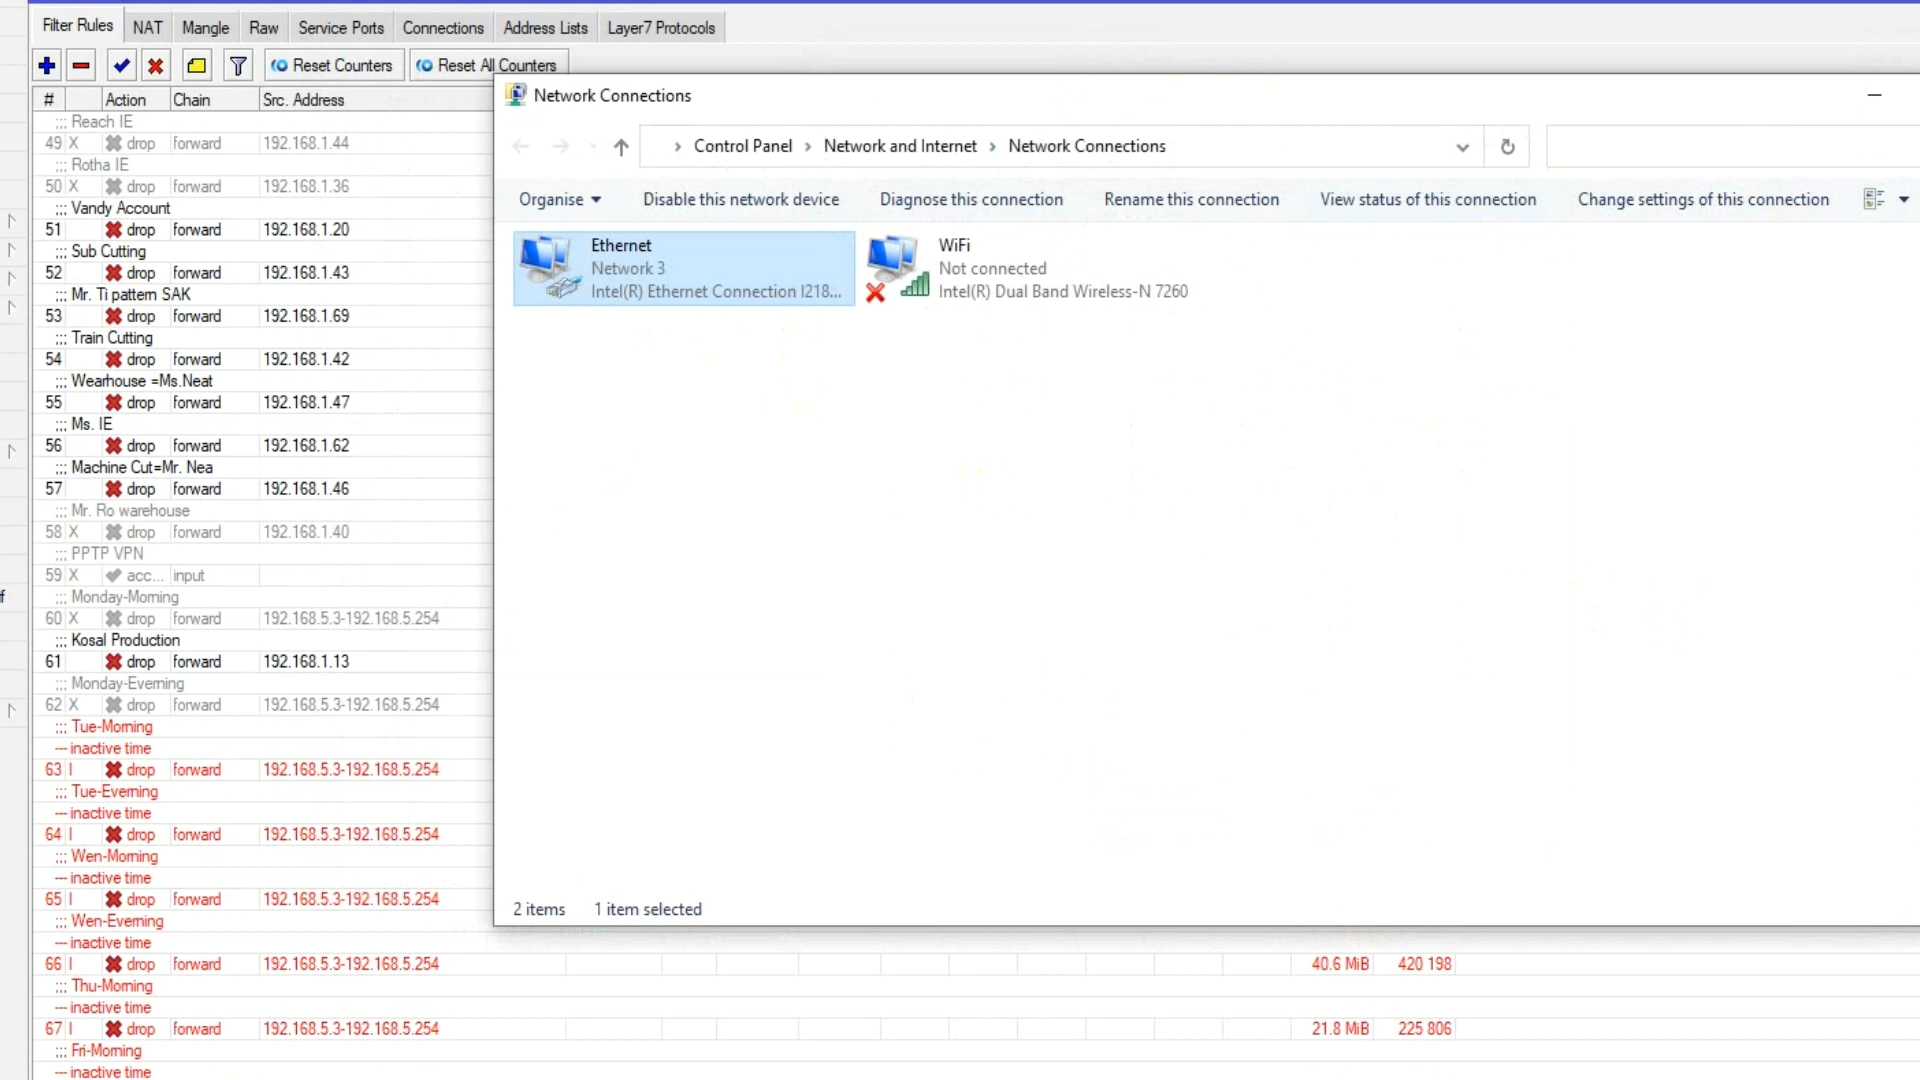 Filter Rules NAT Mangle Raw Service Ports Connections Address Lists Layer7 Protocols
Reset Counters Reset All Counters
# Action Chain Src. Address
;;; Reach IE
49 X drop forward 192.168.1.44
;;; Rotha IE
50 X drop forward 192.168.1.36
;;; Vandy Account
51 drop forward 192.168.1.20
;;; Sub Cutting
52 drop forward 192.168.1.43
;;; Mr. Ti pattern SAK
53 drop forward 192.168.1.69
;;; Train Cutting
54 drop forward 192.168.1.42
;;; Wearhouse =Ms.Neat
55 drop forward 192.168.1.47
;;; Ms. IE
56 drop forward 192.168.1.62
;;; Machine Cut=Mr. Nea
57 drop forward 192.168.1.46
;;; Mr. Ro warehouse
58 X drop forward 192.168.1.40
;;; PPTP VPN
59 X acc... input
;;; Monday-Morning
60 X drop forward 192.168.5.3-192.168.5.254
;;; Kosal Production
61 drop forward 192.168.1.13
;;; Monday-Everning
62 X drop forward 192.168.5.3-192.168.5.254
;;; Tue-Morning
--- inactive time
63 I drop forward 192.168.5.3-192.168.5.254
;;; Tue-Everning
--- inactive time
64 I drop forward 192.168.5.3-192.168.5.254
;;; Wen-Morning
--- inactive time
65 I drop forward 192.168.5.3-192.168.5.254
;;; Wen-Everning
--- inactive time
66 I drop forward 192.168.5.3-192.168.5.254 40.6 MiB 420 198
;;; Thu-Morning
--- inactive time
67 I drop forward 192.168.5.3-192.168.5.254 21.8 MiB 225 806
;;; Fri-Morning
--- inactive time
Network Connections
Control Panel > Network and Internet > Network Connections
Organise Disable this network device Diagnose this connection Rename this connection View status of this connection Change settings of this connection
Ethernet
Network 3
Intel(R) Ethernet Connection I218...
WiFi
Not connected
Intel(R) Dual Band Wireless-N 7260
2 items 1 item selected